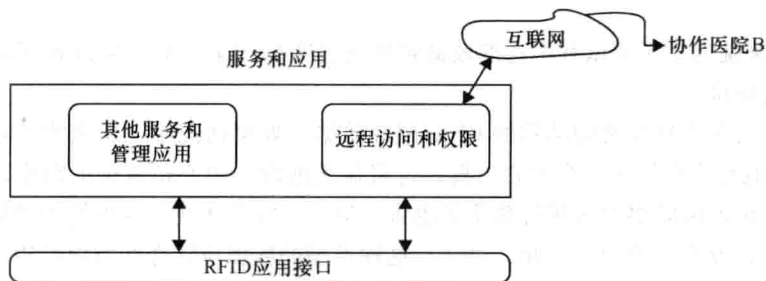 互联网
协作医院B
服务和应用
其他服务和
管理应用
远程访问和权限
RFID应用接口